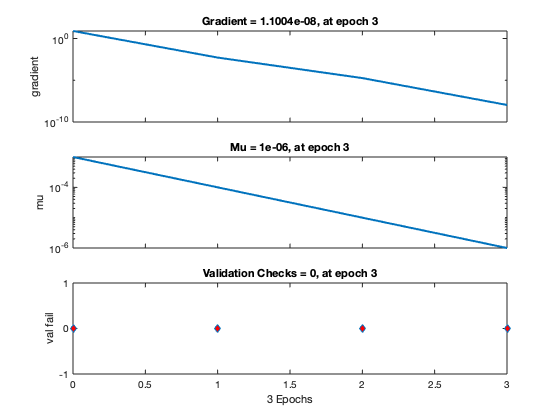 Gradient = 1.1004e-08, at epoch 3
10^0
gradient
10^-10
Mu = 1e-06, at epoch 3
10^-4
mu
10^-6
Validation Checks = 0, at epoch 3
1
val fail
0
-1
0 0.5 1 1.5 2 2.5 3
3 Epochs